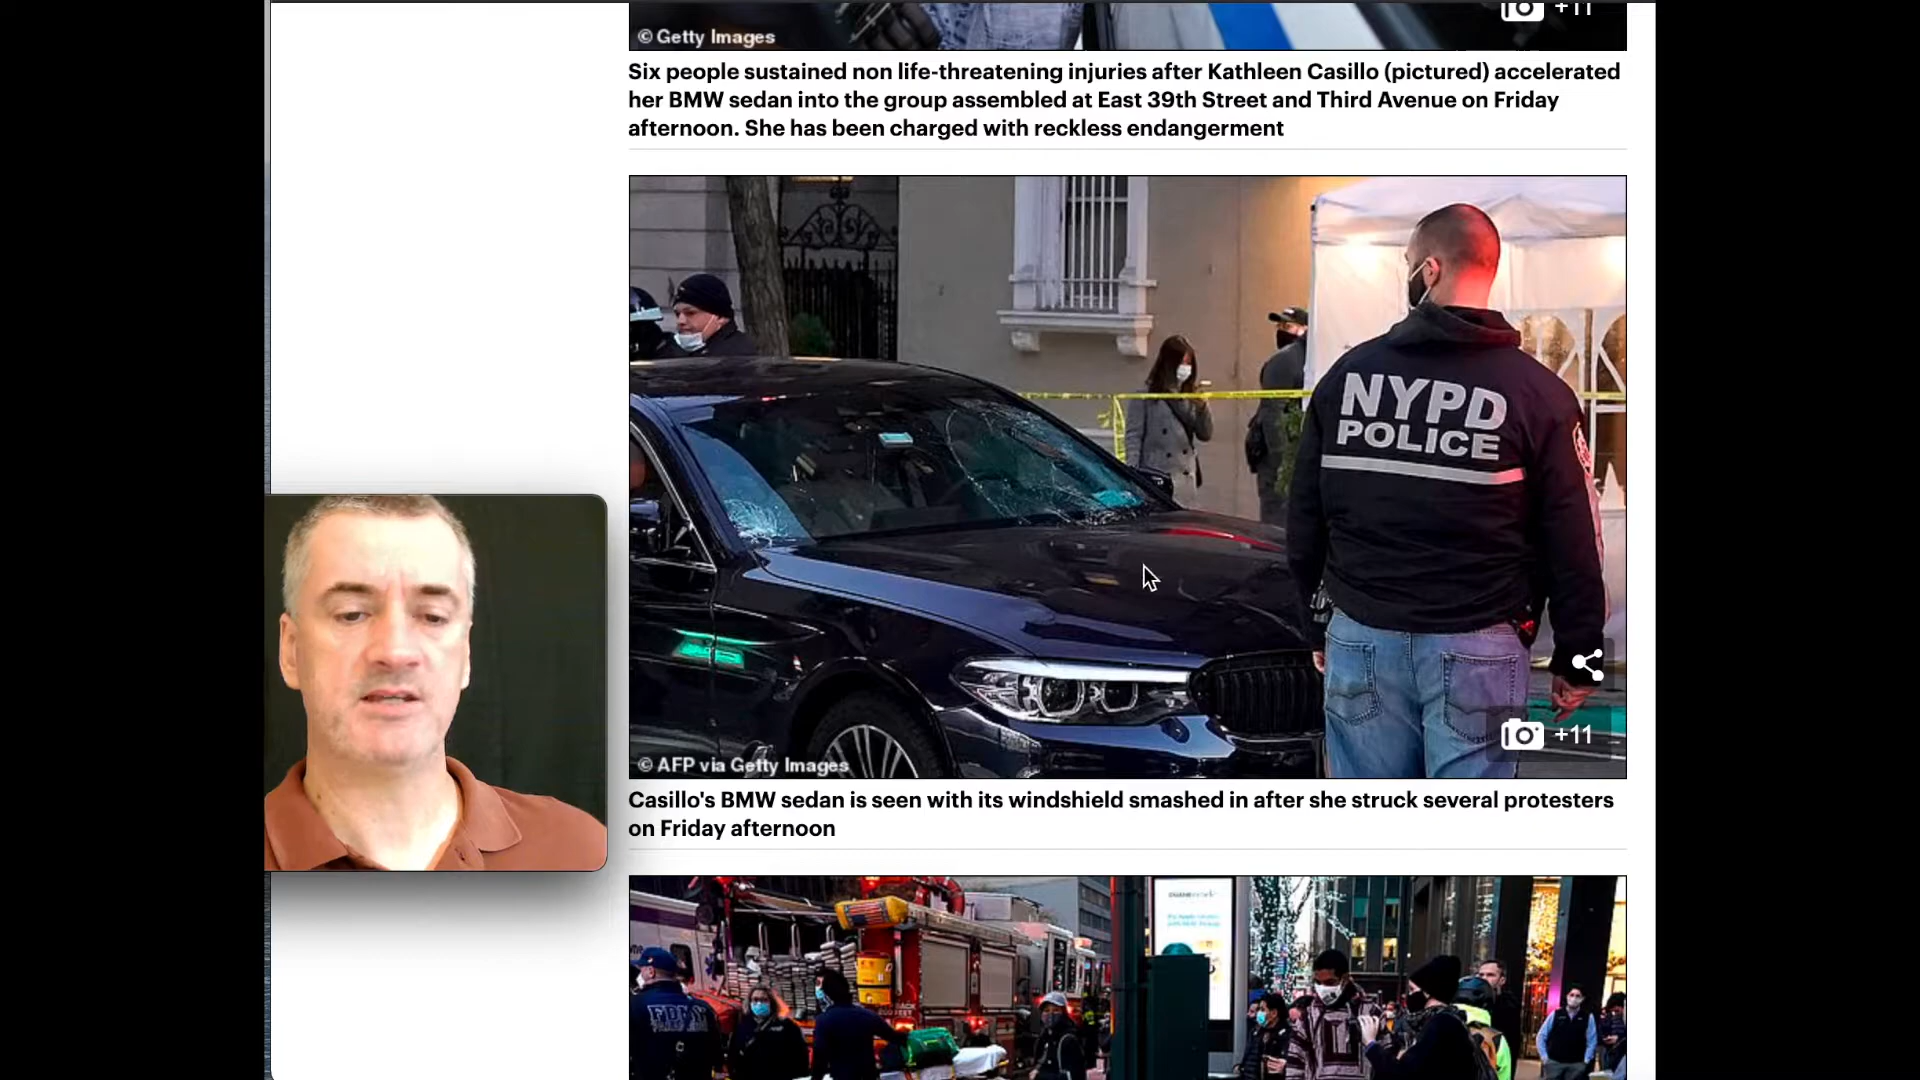 +11
© Getty Images
Six people sustained non life-threatening injuries after Kathleen Casillo (pictured) accelerated
her BMW sedan into the group assembled at East 39th Street and Third Avenue on Friday
afternoon. She has been charged with reckless endangerment
NYPD
POLICE
+11
© AFP via Getty Images
Casillo's BMW sedan is seen with its windshield smashed in after she struck several protesters
on Friday afternoon
FDNY